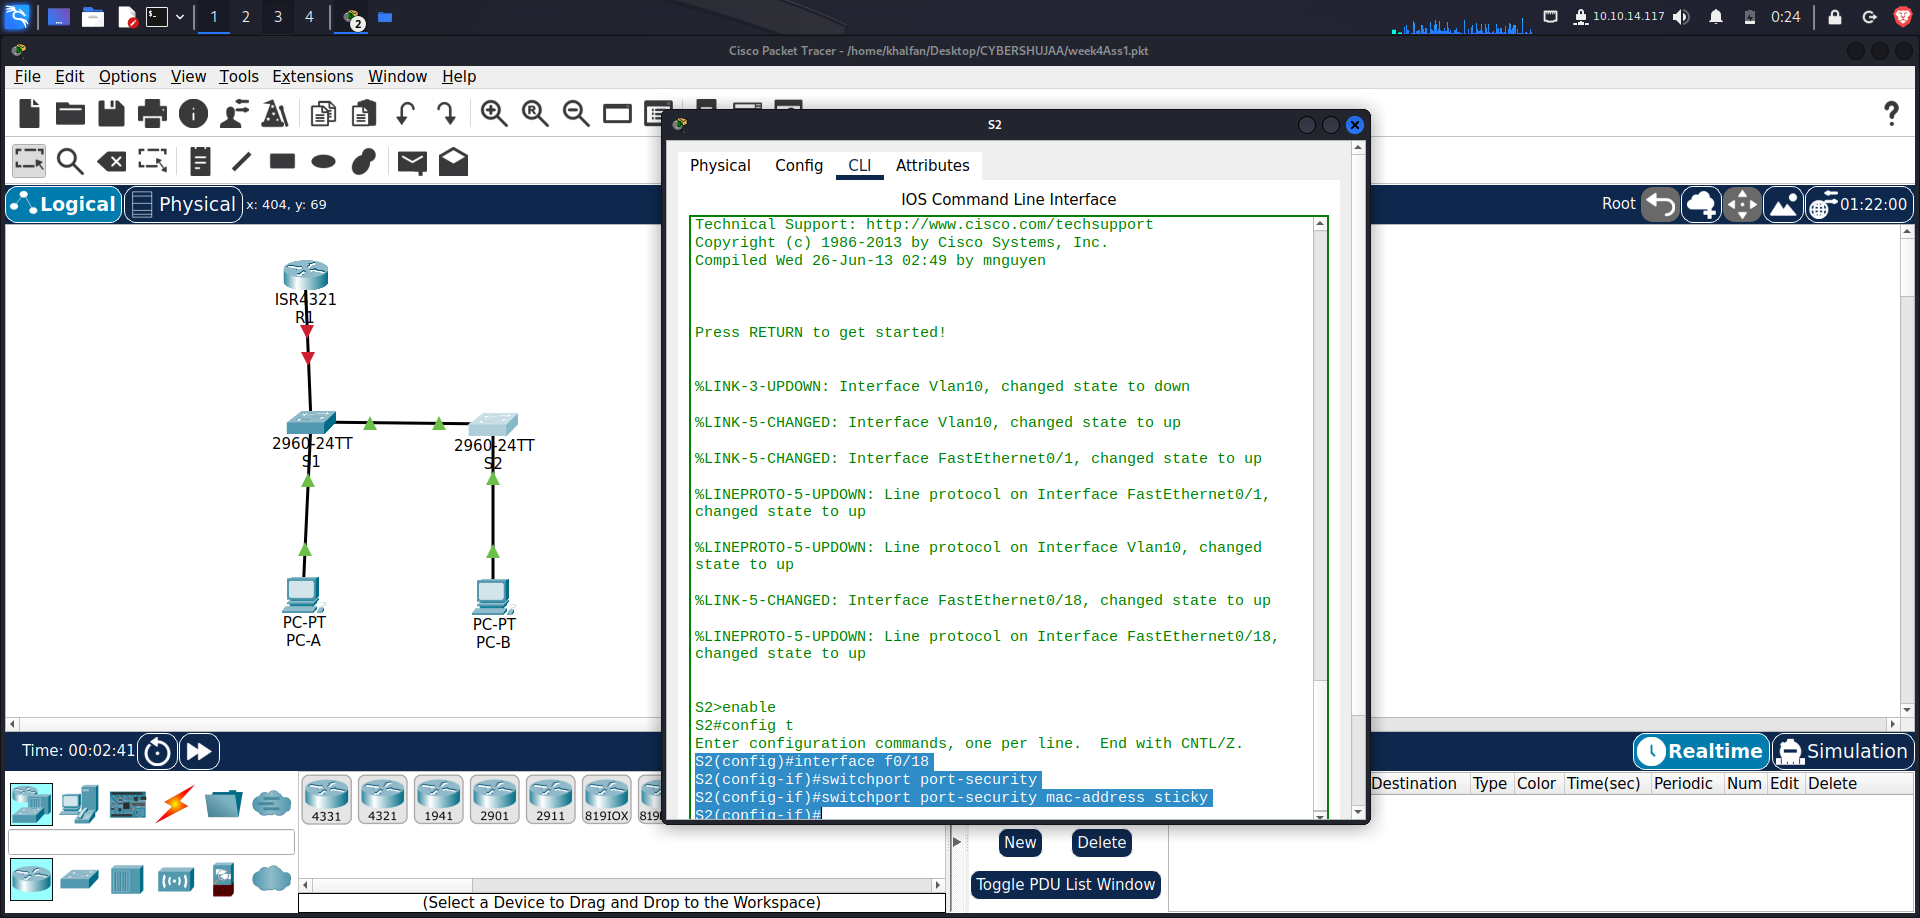 1 2 3 4 2
10.10.14.117 0:24
Cisco Packet Tracer - /home/khalfan/Desktop/CYBERSHUJAA/week4Ass1.pkt
File Edit Options View Tools Extensions Window Help
Logical Physical x: 404, y: 69
Root 01:22:00
ISR4321
R1
2960-24TT
S1
2960-24TT
S2
PC-PT
PC-A
PC-PT
PC-B
S2
Physical Config CLI Attributes
IOS Command Line Interface
Technical Support: http://www.cisco.com/techsupport
Copyright (c) 1986-2013 by Cisco Systems, Inc.
Compiled Wed 26-Jun-13 02:49 by mnguyen
Press RETURN to get started!
%LINK-3-UPDOWN: Interface Vlan10, changed state to down
%LINK-5-CHANGED: Interface Vlan10, changed state to up
%LINK-5-CHANGED: Interface FastEthernet0/1, changed state to up
%LINEPROTO-5-UPDOWN: Line protocol on Interface FastEthernet0/1,
changed state to up
%LINEPROTO-5-UPDOWN: Line protocol on Interface Vlan10, changed
state to up
%LINK-5-CHANGED: Interface FastEthernet0/18, changed state to up
%LINEPROTO-5-UPDOWN: Line protocol on Interface FastEthernet0/18,
changed state to up
S2>enable
S2#config t
Enter configuration commands, one per line.  End with CNTL/Z.
S2(config)#interface f0/18
S2(config-if)#switchport port-security
S2(config-if)#switchport port-security mac-address sticky
S2(config-if)#
Time: 00:02:41
Realtime Simulation
4331 4321 1941 2901 2911 819IOX
(Select a Device to Drag and Drop to the Workspace)
New Delete
Toggle PDU List Window
Destination Type Color Time(sec) Periodic Num Edit Delete